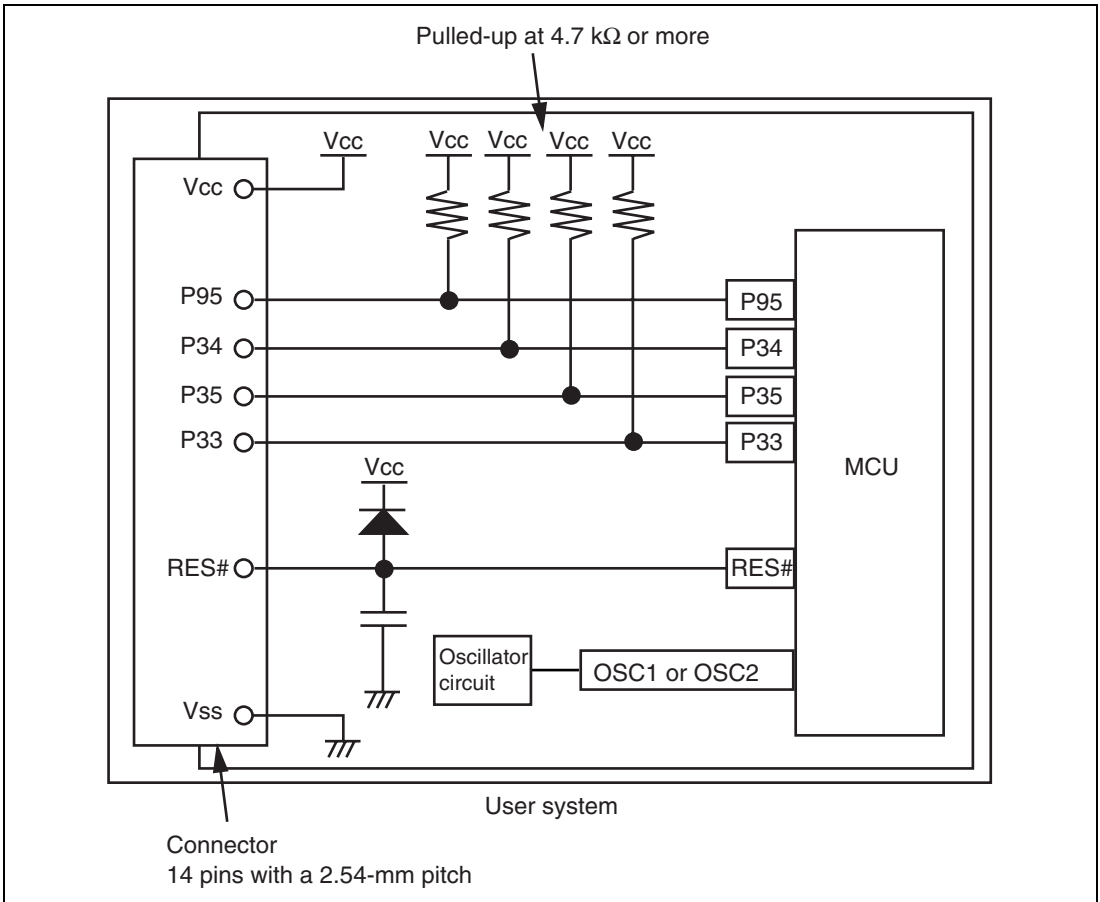 Pulled-up at 4.7 kΩ or more
Vcc
Vcc
Vcc
Vcc
Vcc
Vcc
P95
P95
P34
P34
P35
P35
P33
P33
MCU
Vcc
RES#
RES#
Oscillator
circuit
OSC1 or OSC2
Vss
User system
Connector
14 pins with a 2.54-mm pitch